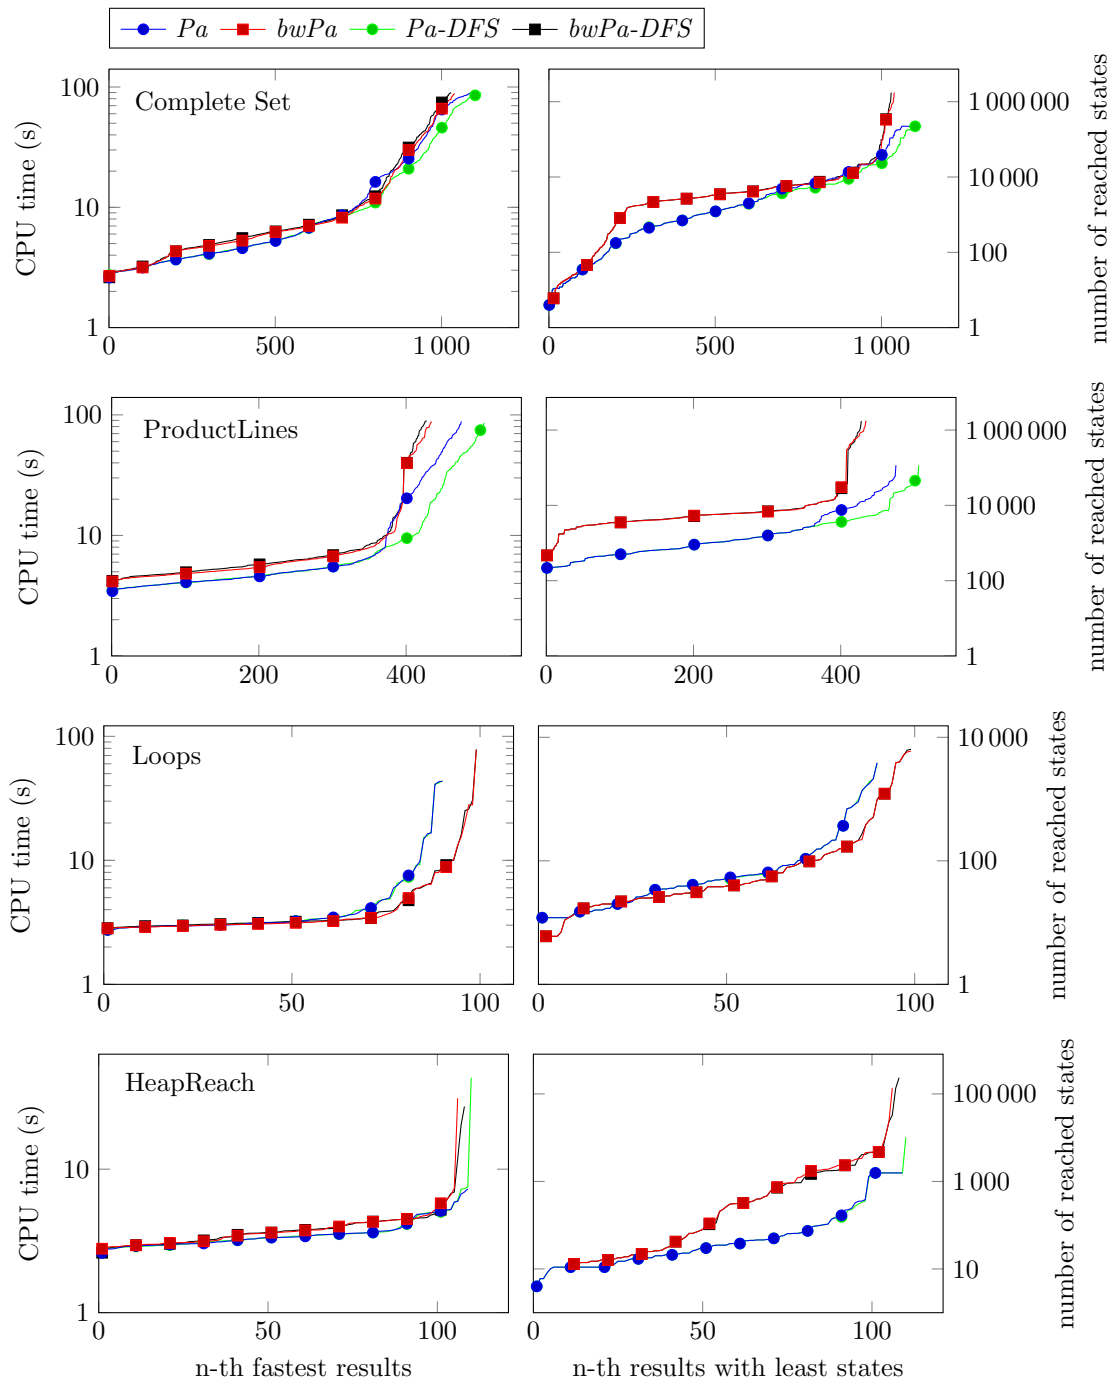 Pa bwPa Pa-DFS bwPa-DFS
Complete Set
CPU time (s)
100
10
1
0 500 1 000
1 000 000
10 000
100
1
0 500 1 000
number of reached states
ProductLines
CPU time (s)
100
10
1
0 200 400
1 000 000
10 000
100
1
0 200 400
number of reached states
Loops
CPU time (s)
100
10
1
0 50 100
10 000
100
1
0 50 100
number of reached states
HeapReach
CPU time (s)
10
1
0 50 100
n-th fastest results
100 000
1 000
10
0 50 100
n-th results with least states
number of reached states